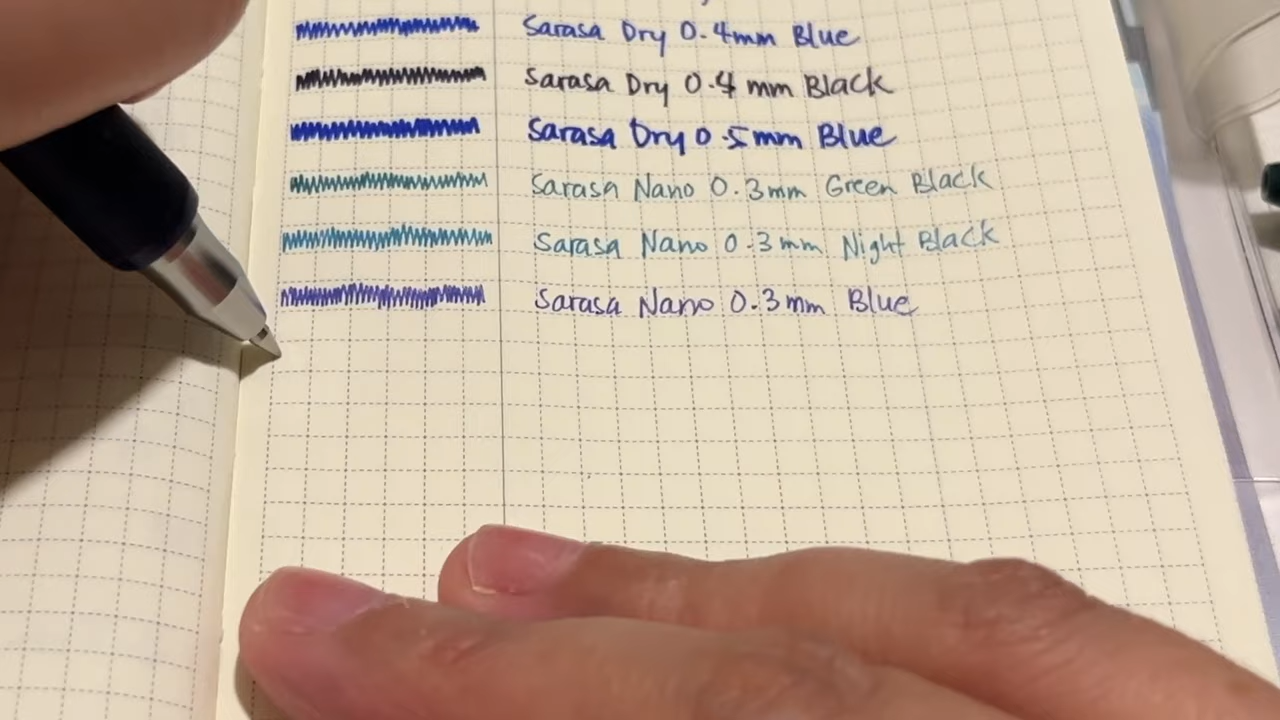 Sarasa Dry 0.4mm Blue
Sarasa Dry 0.4 mm Black
Sarasa Dry 0.5mm Blue
Sarasa Nano 0.3mm Green Black
Sarasa Nano 0.3mm Night Black
Sarasa Nano 0.3mm Blue